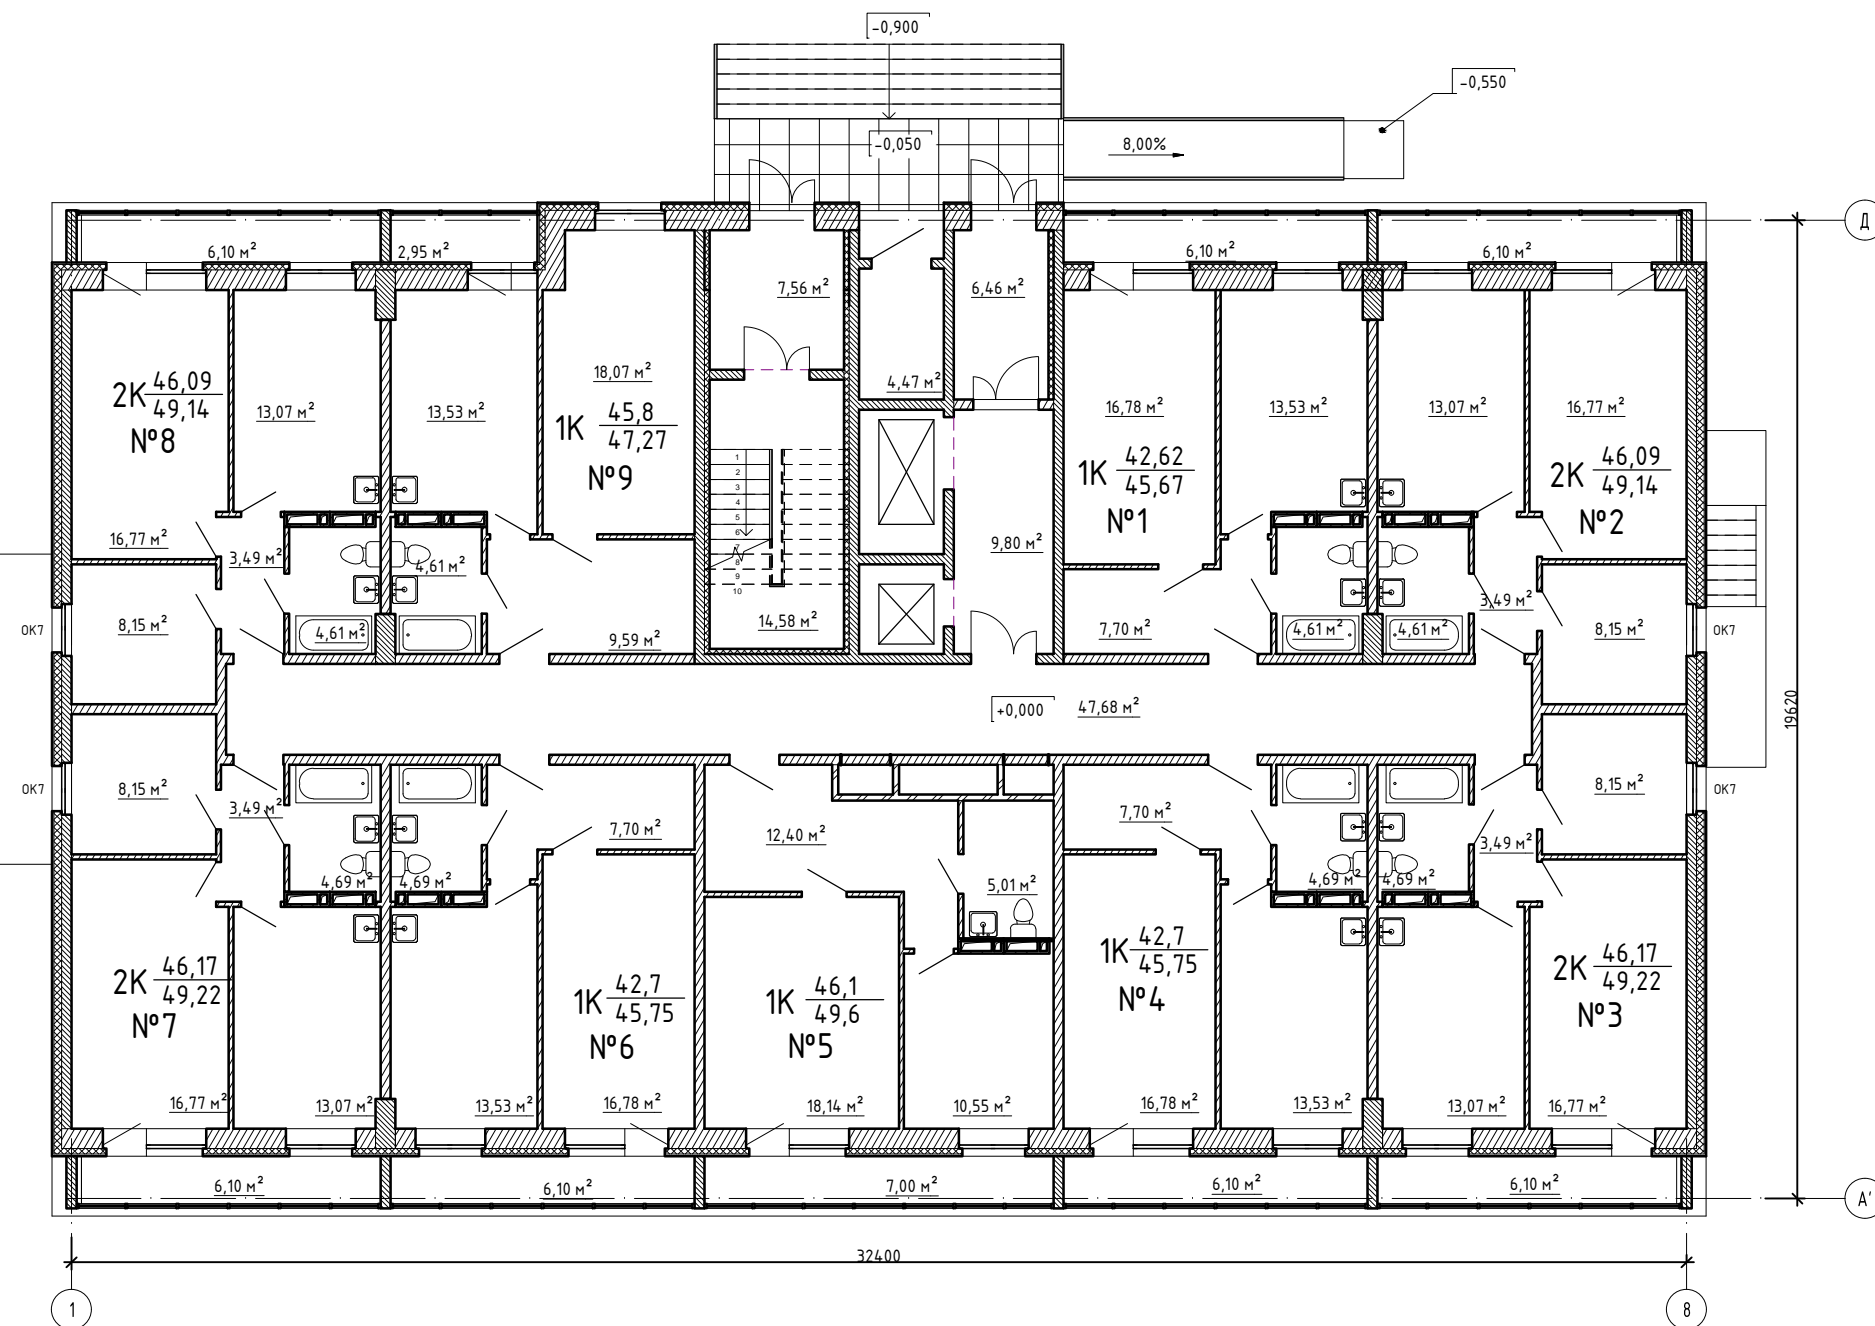 -0,900
-0,550
-0,050
8,00%
Д
6,10 м²
2,95 м²
6,10 м²
6,10 м²
7,56 м²
6,46 м²
18,07 м²
4,47 м²
2К 46,09
49,14
№8
13,07 м²
13,53 м²
1К 45,8
47,27
№9
16,78 м²
13,53 м²
13,07 м²
16,77 м²
1К 42,62
45,67
№1
2К 46,09
49,14
№2
1
2
3
4
5
6
7
8
9
10
16,77 м²
3,49 м²
4,61 м²
9,80 м²
3,49 м²
ОК7
8,15 м²
4,61 м²
9,59 м²
14,58 м²
7,70 м²
4,61 м²
4,61 м²
8,15 м²
ОК7
+0,000
47,68 м²
19620
ОК7
8,15 м²
3,49 м²
7,70 м²
12,40 м²
7,70 м²
3,49 м²
8,15 м²
ОК7
4,69 м²
4,69 м²
5,01 м²
4,69 м²
4,69 м²
2К 46,17
49,22
№7
1К 42,7
45,75
№6
1К 46,1
49,6
№5
1К 42,7
45,75
№4
2К 46,17
49,22
№3
16,77 м²
13,07 м²
13,53 м²
16,78 м²
18,14 м²
10,55 м²
16,78 м²
13,53 м²
13,07 м²
16,77 м²
6,10 м²
6,10 м²
7,00 м²
6,10 м²
6,10 м²
А'
32400
1
8